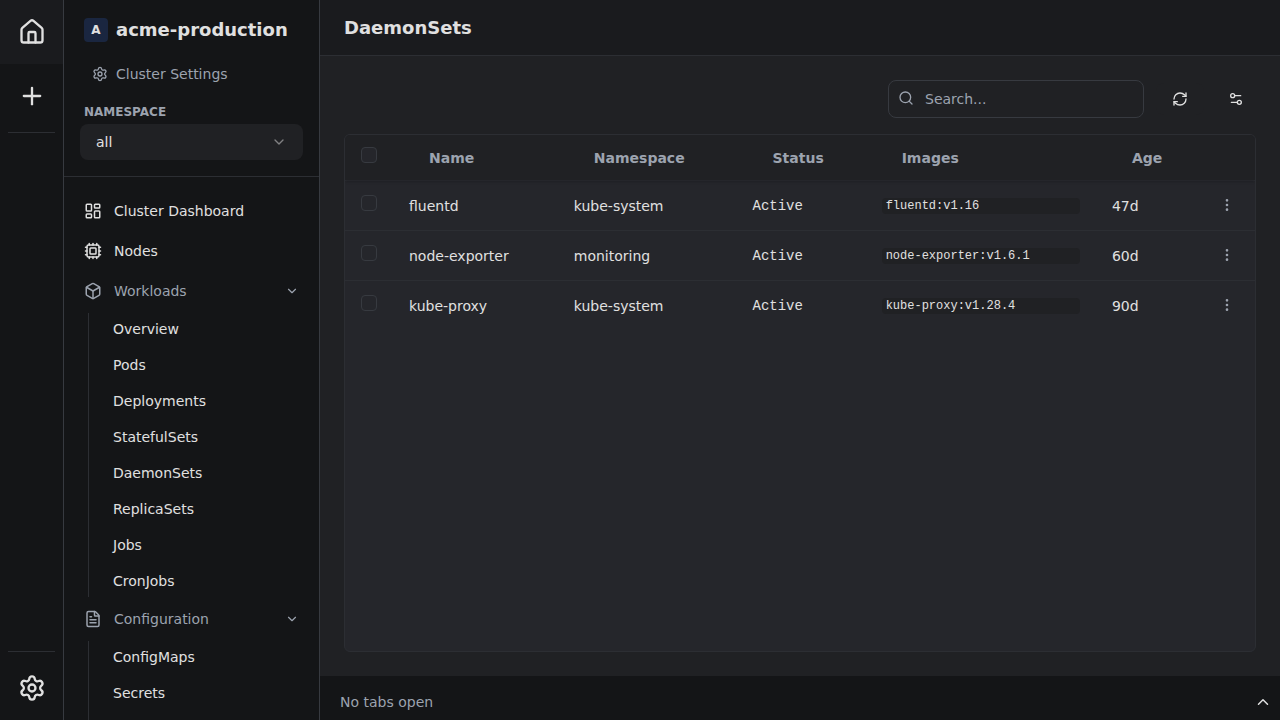 A acme-production
Cluster Settings
NAMESPACE
all
Cluster Dashboard
Nodes
Workloads
Overview
Pods
Deployments
StatefulSets
DaemonSets
ReplicaSets
Jobs
CronJobs
Configuration
ConfigMaps
Secrets
DaemonSets
Search...
Name Namespace Status Images Age
fluentd kube-system Active fluentd:v1.16 47d
node-exporter monitoring Active node-exporter:v1.6.1 60d
kube-proxy kube-system Active kube-proxy:v1.28.4 90d
No tabs open